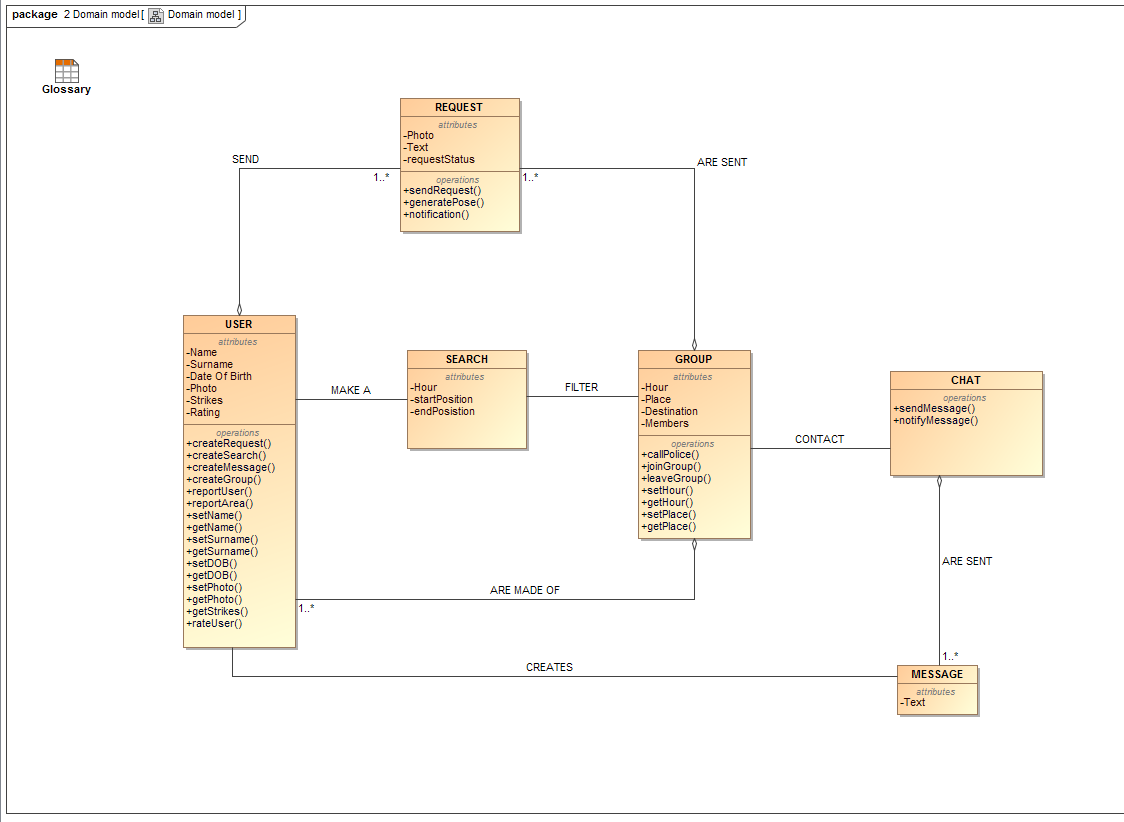 package 2 Domain model[ Domain model ]
Glossary
REQUEST
attributes
-Photo
-Text
-requestStatus
operations
+sendRequest()
+generatePose()
+notification()
SEND
1..*
1..*
ARE SENT
USER
attributes
-Name
-Surname
-Date Of Birth
-Photo
-Strikes
-Rating
operations
+createRequest()
+createSearch()
+createMessage()
+createGroup()
+reportUser()
+reportArea()
+setName()
+getName()
+setSurname()
+getSurname()
+setDOB()
+getDOB()
+setPhoto()
+getPhoto()
+getStrikes()
+rateUser()
MAKE A
SEARCH
attributes
-Hour
-startPosition
-endPosistion
FILTER
GROUP
attributes
-Hour
-Place
-Destination
-Members
operations
+callPolice()
+joinGroup()
+leaveGroup()
+setHour()
+getHour()
+setPlace()
+getPlace()
CONTACT
CHAT
operations
+sendMessage()
+notifyMessage()
ARE SENT
1..*
ARE MADE OF
1..*
CREATES
MESSAGE
attributes
-Text